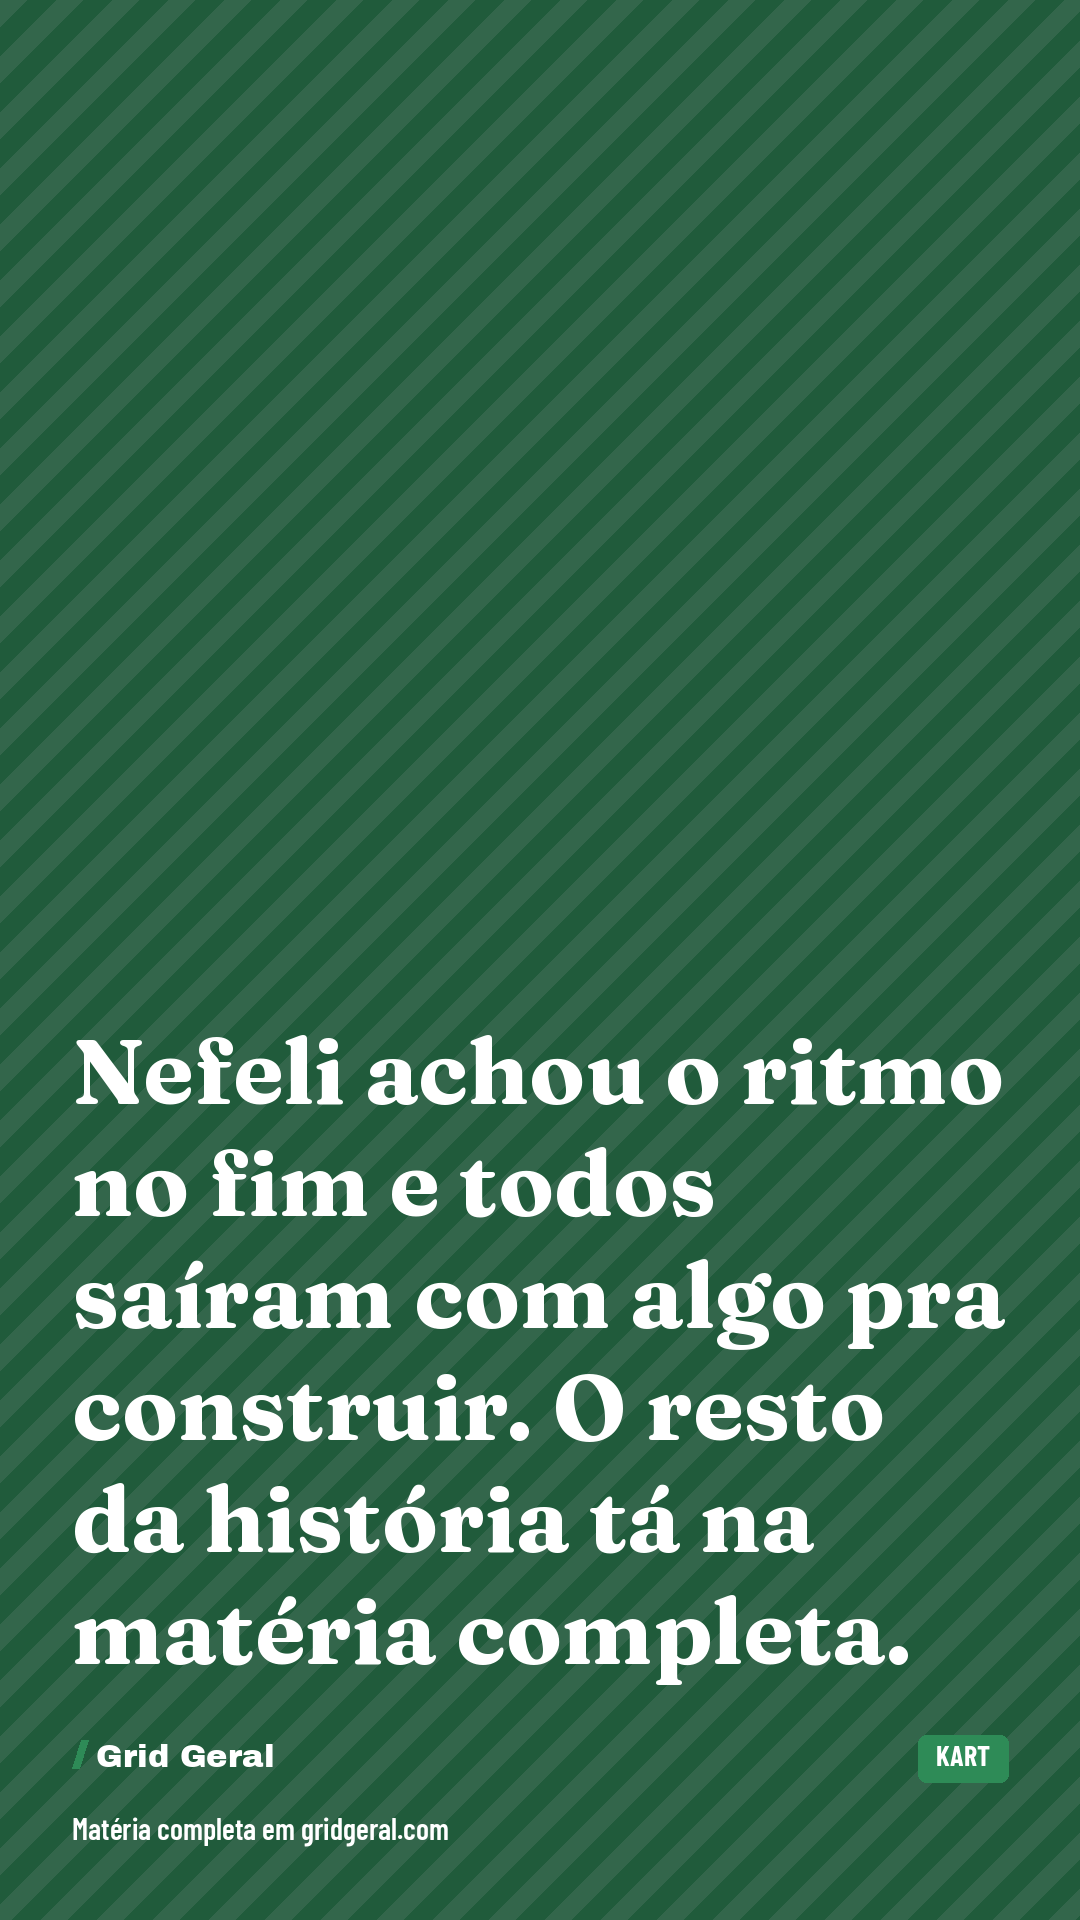 Nefeli achou o ritmo
no fim e todos
saíram com algo pra
construir. O resto
da história tá na
matéria completa.
Grid Geral
KART
Matéria completa em gridgeral.com